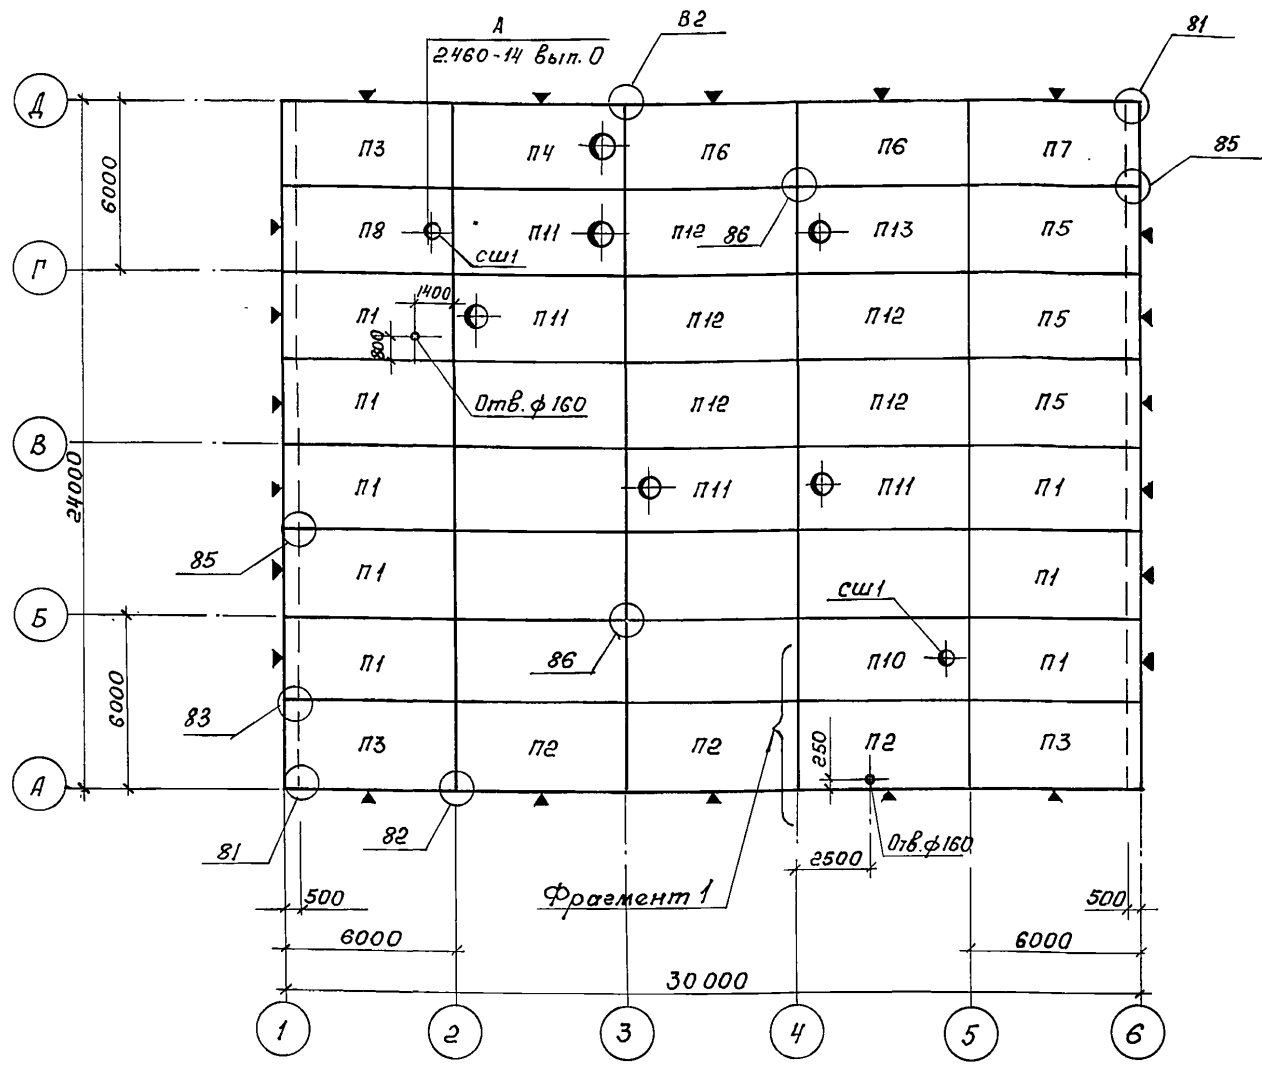 А
2.460-14 вып. 0
В2
81
Д
П3
П4
П6
П6
П7
85
6000
П8
сш1
П11
П12
86
П13
П5
Г
1400
П1
800
П11
П12
П12
П5
П1
Отв. ф 160
П12
П12
П5
В
24000
П1
П11
П11
П1
85
П1
П1
сш1
Б
86
П1
П10
П1
6000
83
П3
П2
П2
250
П2
П3
А
81
82
2500
Отв. ф160
500
Фрагмент 1
500
6000
6000
30 000
1
2
3
4
5
6